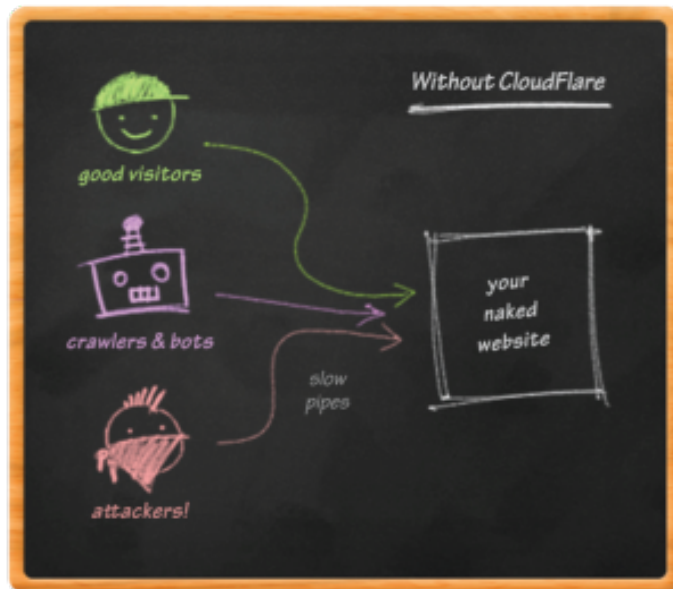 Without CloudFlare
good visitors
your
naked
website
crawlers & bots
slow
pipes
attackers!